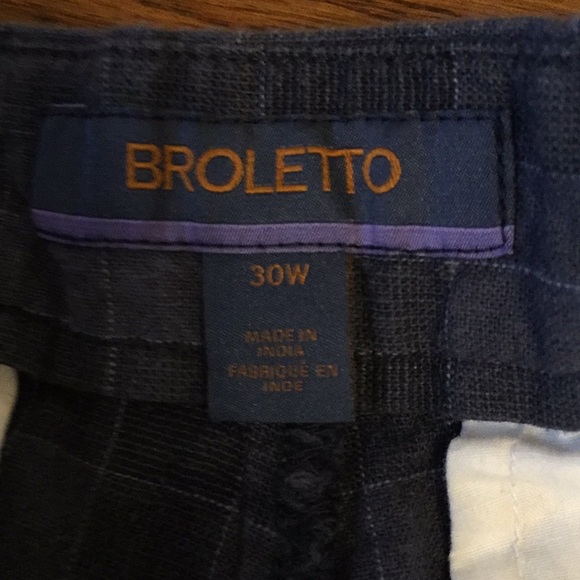 BROLETTO
30W
MADE IN
INDIA
FABRIQUÉ EN
INDE